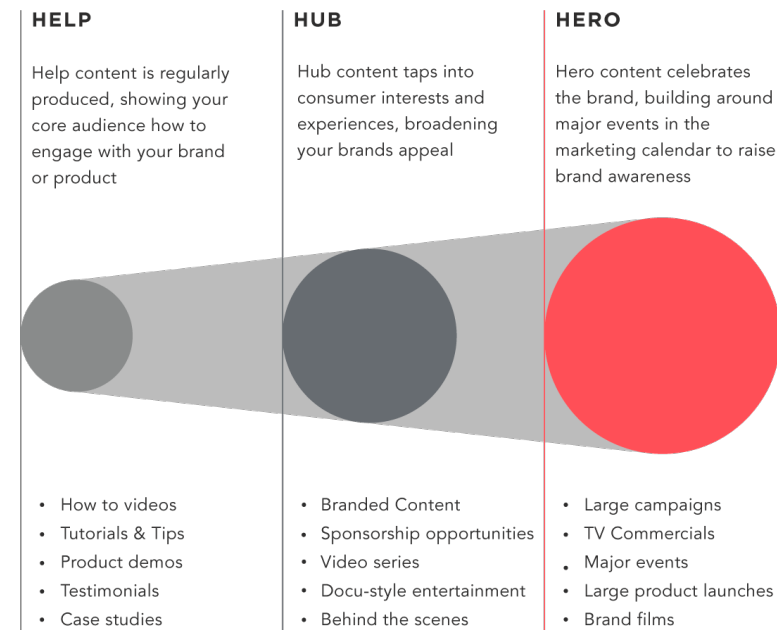 HELP
Help content is regularly
produced, showing your
core audience how to
engage with your brand
or product
• How to videos
• Tutorials & Tips
• Product demos
• Testimonials
• Case studies
HUB
Hub content taps into
consumer interests and
experiences, broadening
your brands appeal
• Branded Content
• Sponsorship opportunities
• Video series
• Docu-style entertainment
• Behind the scenes
HERO
Hero content celebrates
the brand, building around
major events in the
marketing calendar to raise
brand awareness
• Large campaigns
• TV Commercials
• Major events
• Large product launches
• Brand films